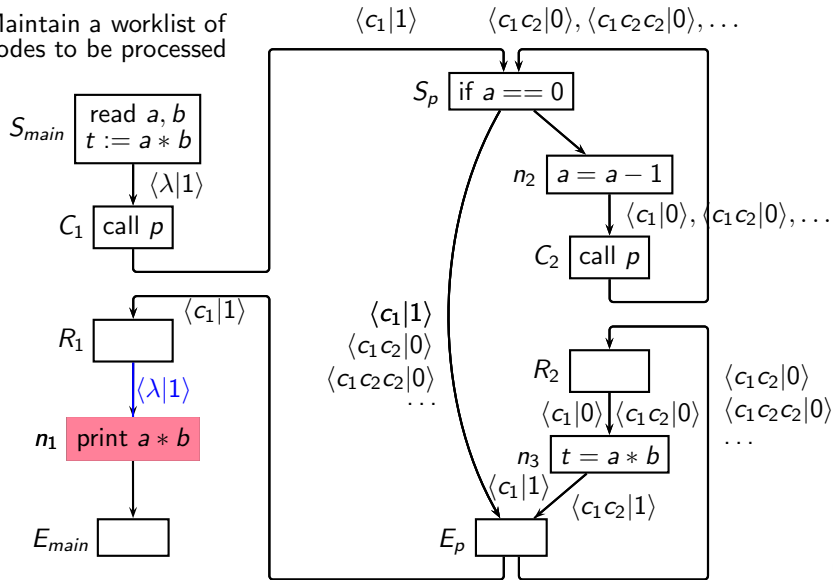 Maintain a worklist of
nodes to be processed
⟨c₁|1⟩
⟨c₁c₂|0⟩, ⟨c₁c₂c₂|0⟩, . . .
S_p if a == 0
S_main read a, b
t := a ∗ b
⟨λ|1⟩
n₂ a = a − 1
⟨c₁|0⟩, ⟨c₁c₂|0⟩, . . .
C₁ call p
C₂ call p
⟨c₁|1⟩
R₁
⟨c₁|1⟩
⟨c₁c₂|0⟩
⟨c₁c₂c₂|0⟩
. . .
⟨λ|1⟩
R₂
⟨c₁c₂|0⟩
⟨c₁c₂c₂|0⟩
. . .
⟨c₁|0⟩ ⟨c₁c₂|0⟩
n₁ print a ∗ b
n₃ t = a ∗ b
⟨c₁|1⟩
⟨c₁c₂|1⟩
E_main
E_p